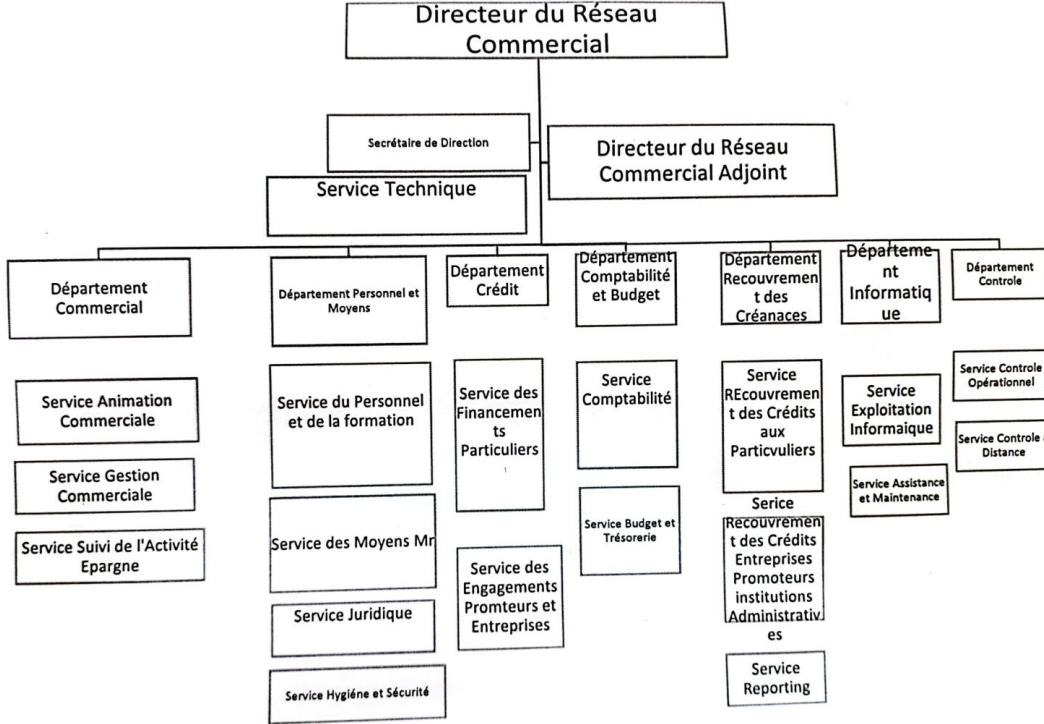 Directeur du Réseau
Commercial
Secrétaire de Direction
Directeur du Réseau
Commercial Adjoint
Service Technique
Département
Commercial
Département Personnel et
Moyens
Département
Crédit
Département
Comptabilité
et Budget
Département
Recouvremen
t des
Créanaces
Départeme
nt
Informatiq
ue
Département
Controle
Service Animation
Commerciale
Service Gestion
Commerciale
Service Suivi de l'Activité
Epargne
Service du Personnel
et de la formation
Service des Moyens Mr
Service Juridique
Service Hygiéne et Sécurité
Service des
Financemen
ts
Particuliers
Service des
Engagements
Promteurs et
Entreprises
Service
Comptabilité
Service Budget et
Trésorerie
Service
REcouvremen
t des Crédits
aux
Particvuliers
Serice
Recouvremen
t des Crédits
Entreprises
Promoteurs
institutions
Administrativ
es
Service
Reporting
Service
Exploitation
Informaique
Service Assistance
et Maintenance
Service Controle
Opérationnel
Service Controle
Distance